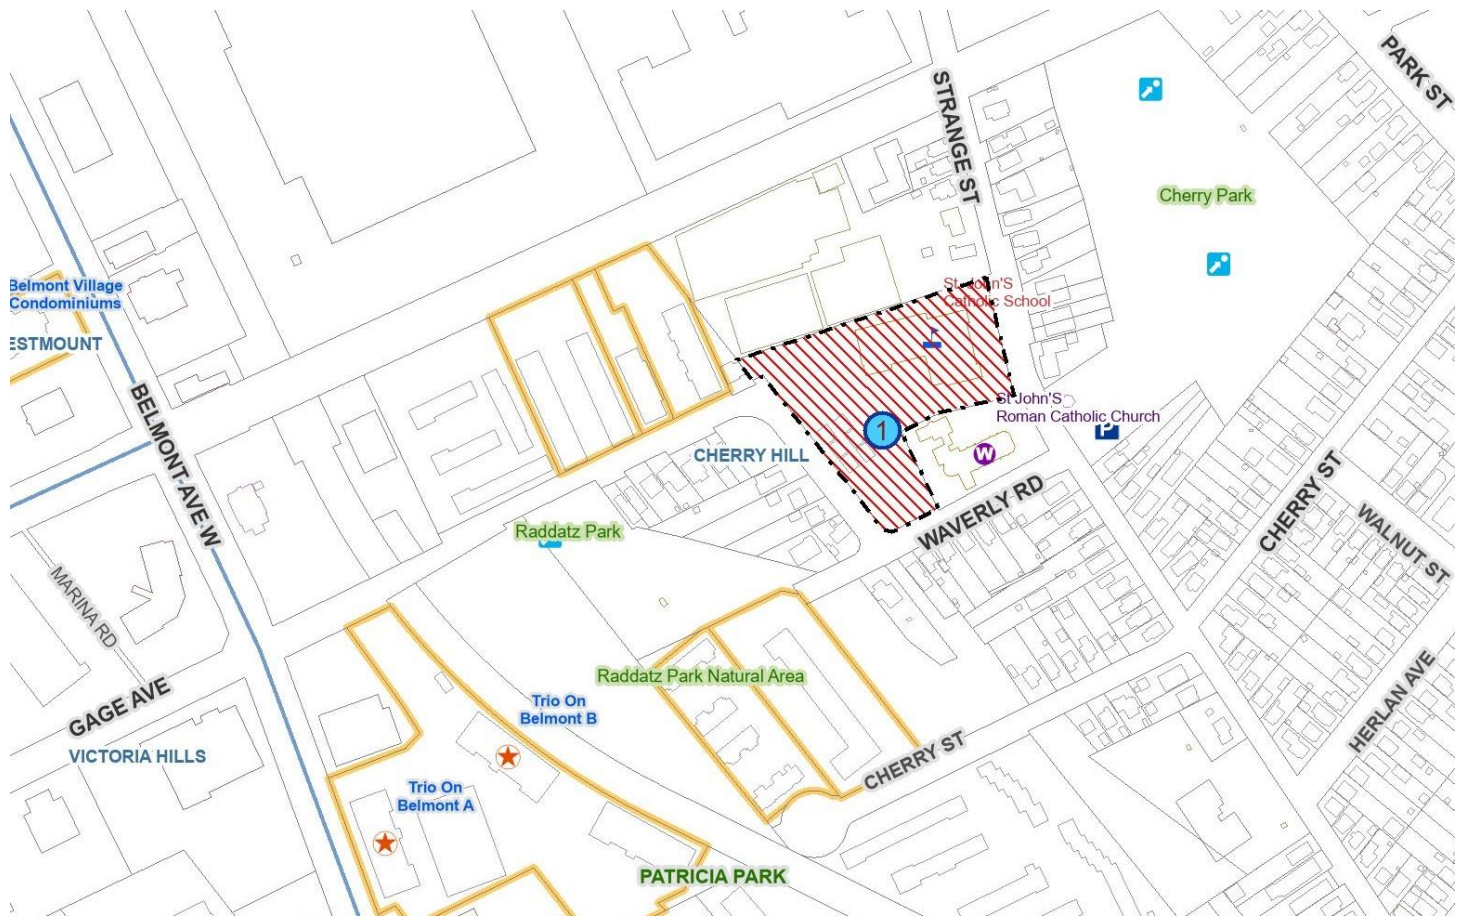 PARK ST
STRANGE ST
Cherry Park
Belmont Village
Condominiums
St John'S
Catholic School
ESTMOUNT
BELMONT AVE W
St John'S
Roman Catholic Church
P
1
CHERRY HILL
W
WAVERLY RD
CHERRY ST
WALNUT ST
Raddatz Park
MARINA RD
Raddatz Park Natural Area
GAGE AVE
Trio On
Belmont B
HERLAN AVE
VICTORIA HILLS
CHERRY ST
Trio On
Belmont A
PATRICIA PARK